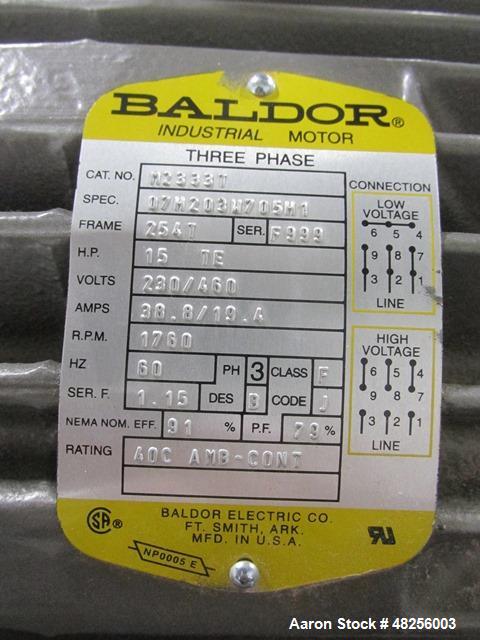 BALDOR®
INDUSTRIAL MOTOR
THREE PHASE
CAT. NO. M2333T
SPEC. 07H203W705H1
FRAME 254T SER. F999
H.P. 15 TE
VOLTS 230/460
AMPS 38.8/19.4
R.P.M. 1760
HZ 60 PH 3 CLASS F
SER. F. 1.15 DES B CODE J
NEMA NOM. EFF. 91 % P.F. 79 %
RATING 40C AMB-CONT
CONNECTION
LOW
VOLTAGE
6 5 4
9 8 7
3 2 1
LINE
HIGH
VOLTAGE
6 5 4
9 8 7
3 2 1
LINE
BALDOR ELECTRIC CO.
FT. SMITH, ARK.
MFD. IN U.S.A.
SA ®
NP0005 E
Aaron Stock # 48256003